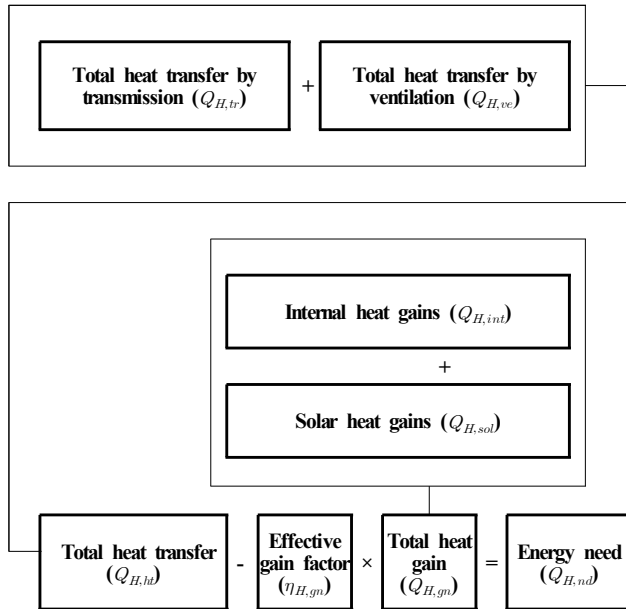 Total heat transfer by
transmission (Q_{H,tr})
+
Total heat transfer by
ventilation (Q_{H,ve})
Internal heat gains (Q_{H,int})
+
Solar heat gains (Q_{H,sol})
Total heat transfer
(Q_{H,ht})
-
Effective
gain factor
(η_{H,gn})
×
Total heat
gain
(Q_{H,gn})
=
Energy need
(Q_{H,nd})